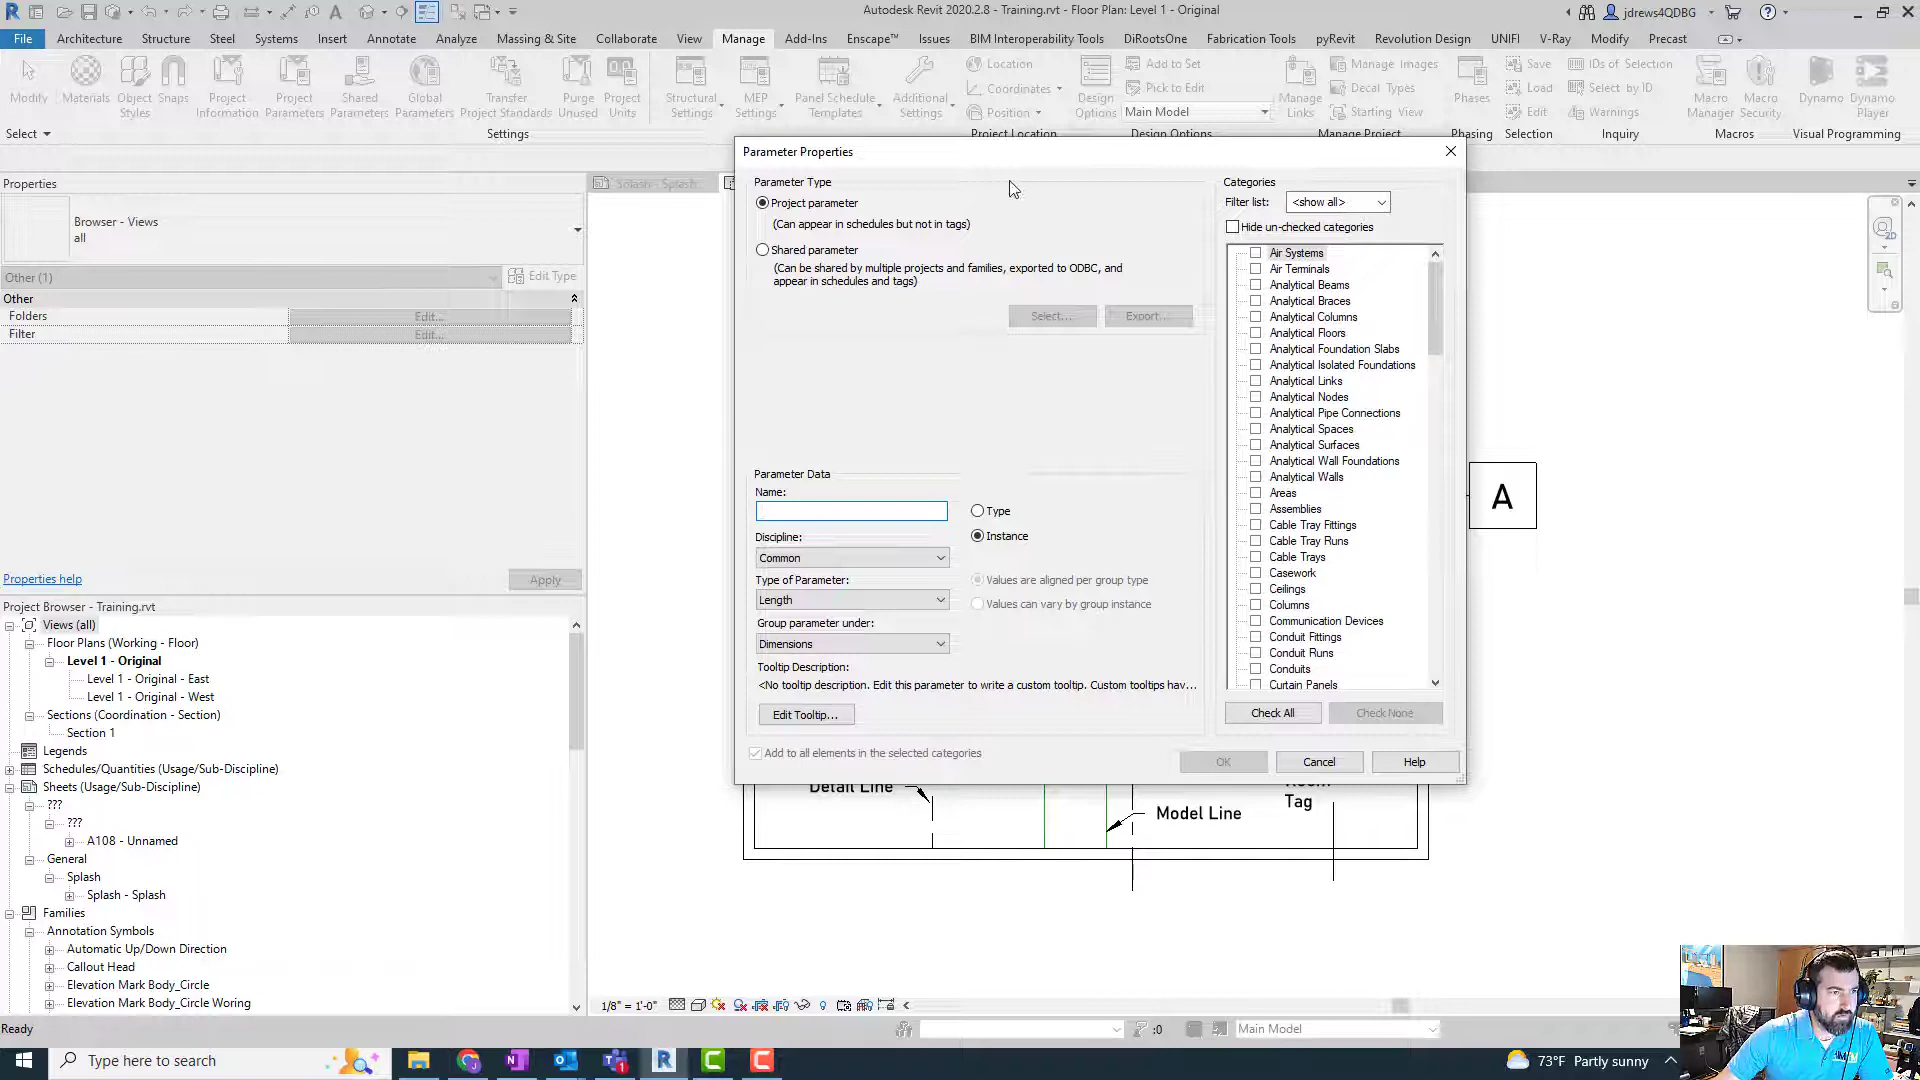 Autodesk Revit 2020.2.8 - Training.rvt - Floor Plan: Level 1 - Original
jdrews4QDBG
File Architecture Structure Steel Systems Insert Annotate Analyze Massing & Site Collaborate View Manage Add-Ins Enscape™ Issues BIM Interoperability Tools DiRootsOne Fabrication Tools pyRevit Revolution Design UNIFI V-Ray Modify Precast
Modify
Materials
Object Styles
Snaps
Project Information
Project Parameters
Shared Parameters
Global Parameters
Transfer Project Standards
Purge Unused
Project Units
Structural Settings
MEP Settings
Panel Schedule Templates
Additional Settings
Location
Coordinates
Position
Design Options
Add to Set
Pick to Edit
Main Model
Manage Links
Manage Images
Decal Types
Starting View
Phases
Save
Load
Edit
IDs of Selection
Select by ID
Warnings
Macro Manager
Macro Security
Dynamo
Dynamo Player
Select
Settings
Project Location
Design Options
Manage Project
Phasing
Selection
Inquiry
Macros
Visual Programming
Properties
Browser - Views
all
Other (1)
Edit Type
Other
Folders Edit...
Filter Edit...
Properties help
Apply
Project Browser - Training.rvt
Views (all)
Floor Plans (Working - Floor)
Level 1 - Original
Level 1 - Original - East
Level 1 - Original - West
Sections (Coordination - Section)
Section 1
Legends
Schedules/Quantities (Usage/Sub-Discipline)
Sheets (Usage/Sub-Discipline)
???
???
A108 - Unnamed
General
Splash
Splash - Splash
Families
Annotation Symbols
Automatic Up/Down Direction
Callout Head
Elevation Mark Body_Circle
Elevation Mark Body_Circle Woring
Splash - Splash
Parameter Properties
Parameter Type
Project parameter
(Can appear in schedules but not in tags)
Shared parameter
(Can be shared by multiple projects and families, exported to ODBC, and
appear in schedules and tags)
Select...
Export...
Parameter Data
Name:
Type
Discipline:
Instance
Common
Type of Parameter:
Values are aligned per group type
Length
Values can vary by group instance
Group parameter under:
Dimensions
Tooltip Description:
<No tooltip description. Edit this parameter to write a custom tooltip. Custom tooltips hav...
Edit Tooltip...
Add to all elements in the selected categories
Categories
Filter list:
<show all>
Hide un-checked categories
Air Systems
Air Terminals
Analytical Beams
Analytical Braces
Analytical Columns
Analytical Floors
Analytical Foundation Slabs
Analytical Isolated Foundations
Analytical Links
Analytical Nodes
Analytical Pipe Connections
Analytical Spaces
Analytical Surfaces
Analytical Wall Foundations
Analytical Walls
Areas
Assemblies
Cable Tray Fittings
Cable Tray Runs
Cable Trays
Casework
Ceilings
Columns
Communication Devices
Conduit Fittings
Conduit Runs
Conduits
Curtain Panels
Check All
Check None
OK
Cancel
Help
A
Detail Line
Model Line
Room
Tag
1/8" = 1'-0"
Ready
:0
Main Model
Type here to search
73°F Partly sunny